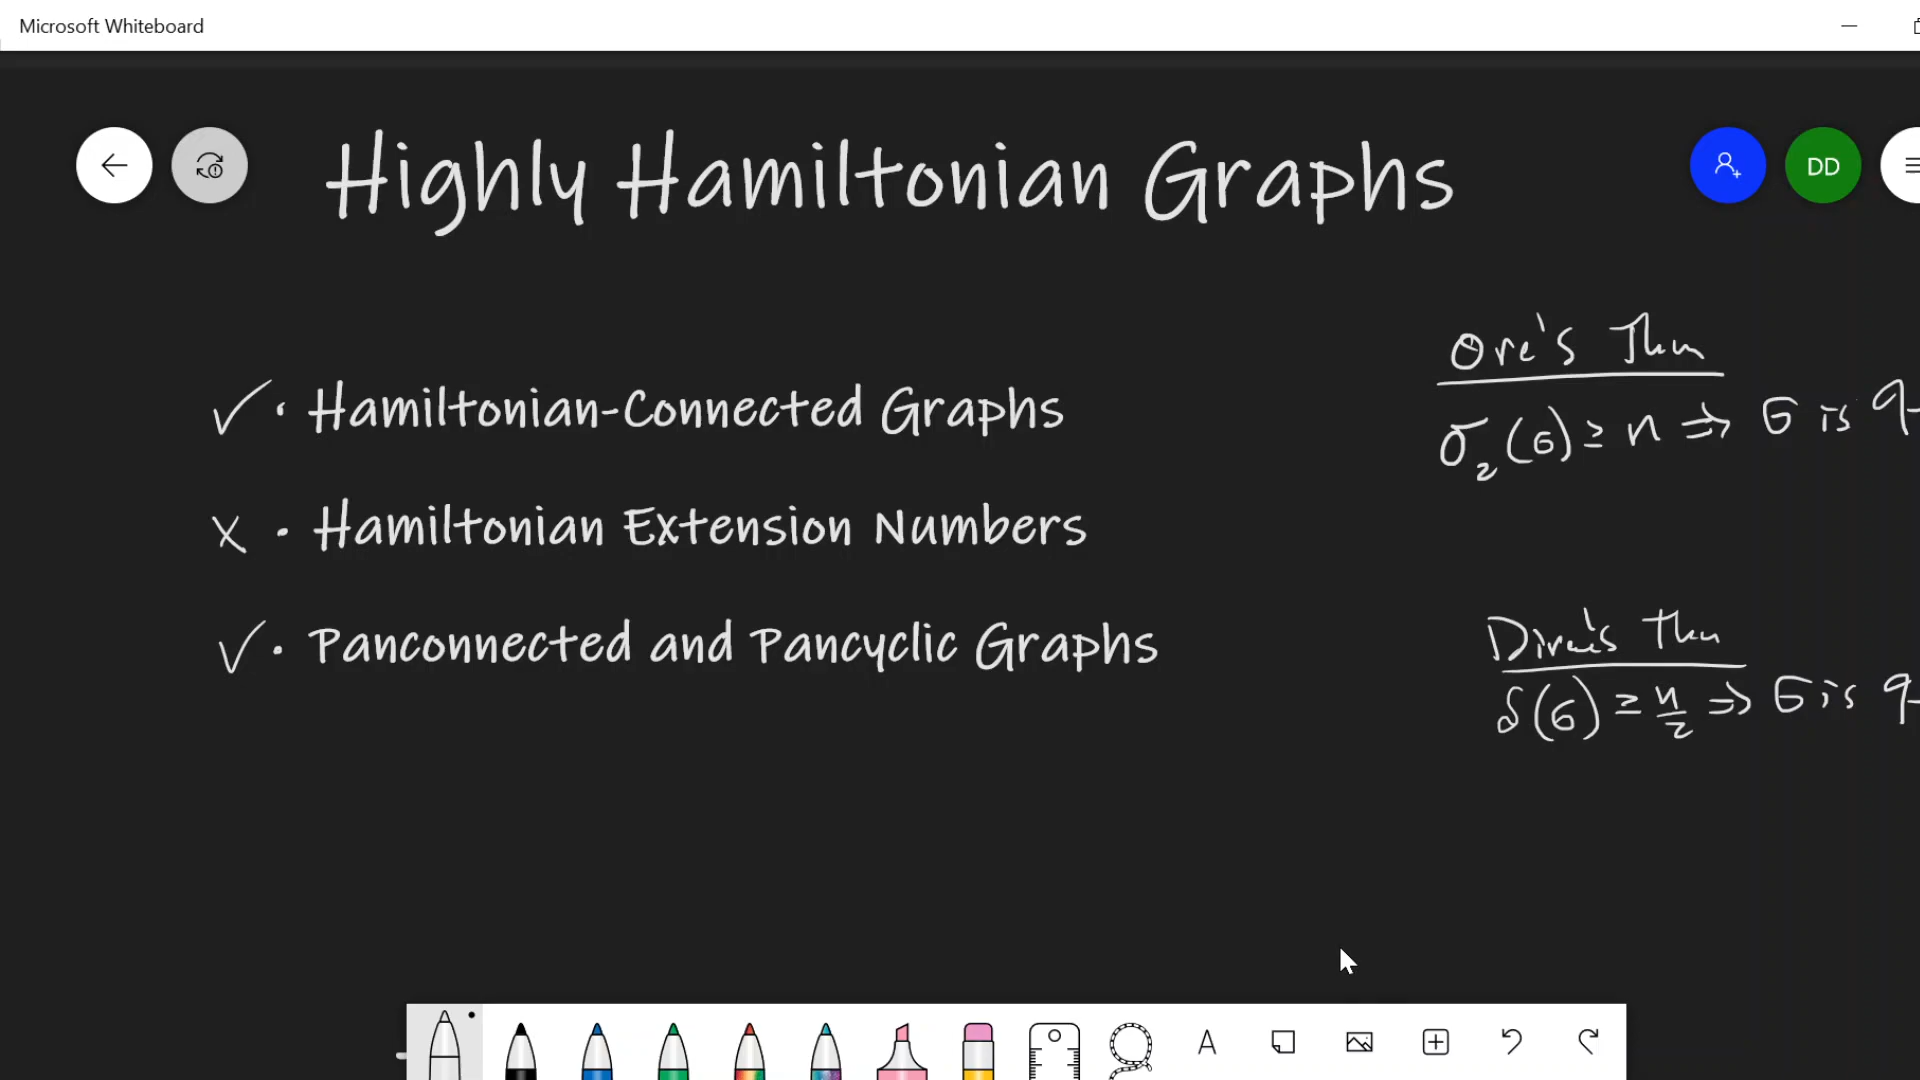 Microsoft Whiteboard
Highly Hamiltonian Graphs
DD
Ore's Thm
✓ · Hamiltonian-Connected Graphs
σ₂(G) ≥ n ⇒ G is
X · Hamiltonian Extension Numbers
✓ · Panconnected and Pancyclic Graphs
Dirac's Thm
δ(G) ≥ n/2 ⇒ G is
A